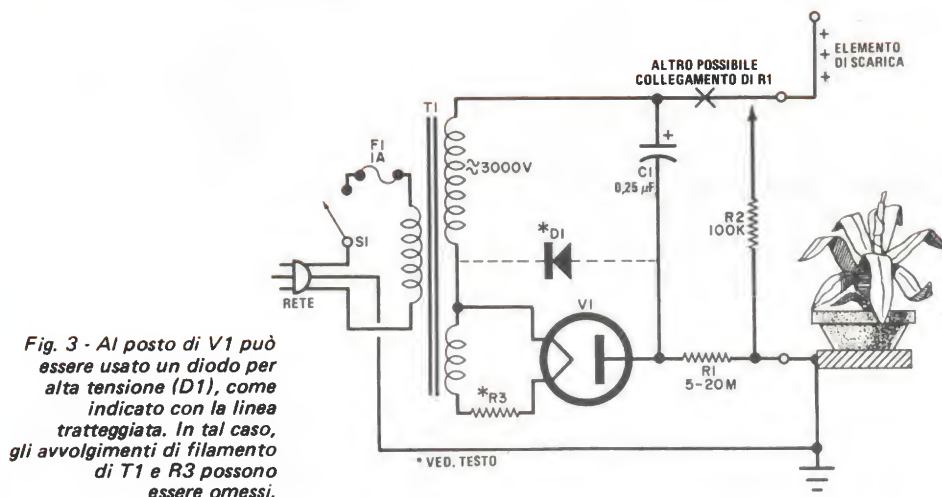 +
+ ELEMENTO
DI SCARICA
+
ALTRO POSSIBILE
COLLEGAMENTO DI R1
T1
F1
1A
+
≈3000V
C1
0,25 µF
R2
100K
*D1
S1
V1
RETE
R1
5-20M
*R3
* VED. TESTO
Fig. 3 - Al posto di V1 può
essere usato un diodo per
alta tensione (D1), come
indicato con la linea
tratteggiata. In tal caso,
gli avvolgimenti di filamento
di T1 e R3 possono
essere omessi.